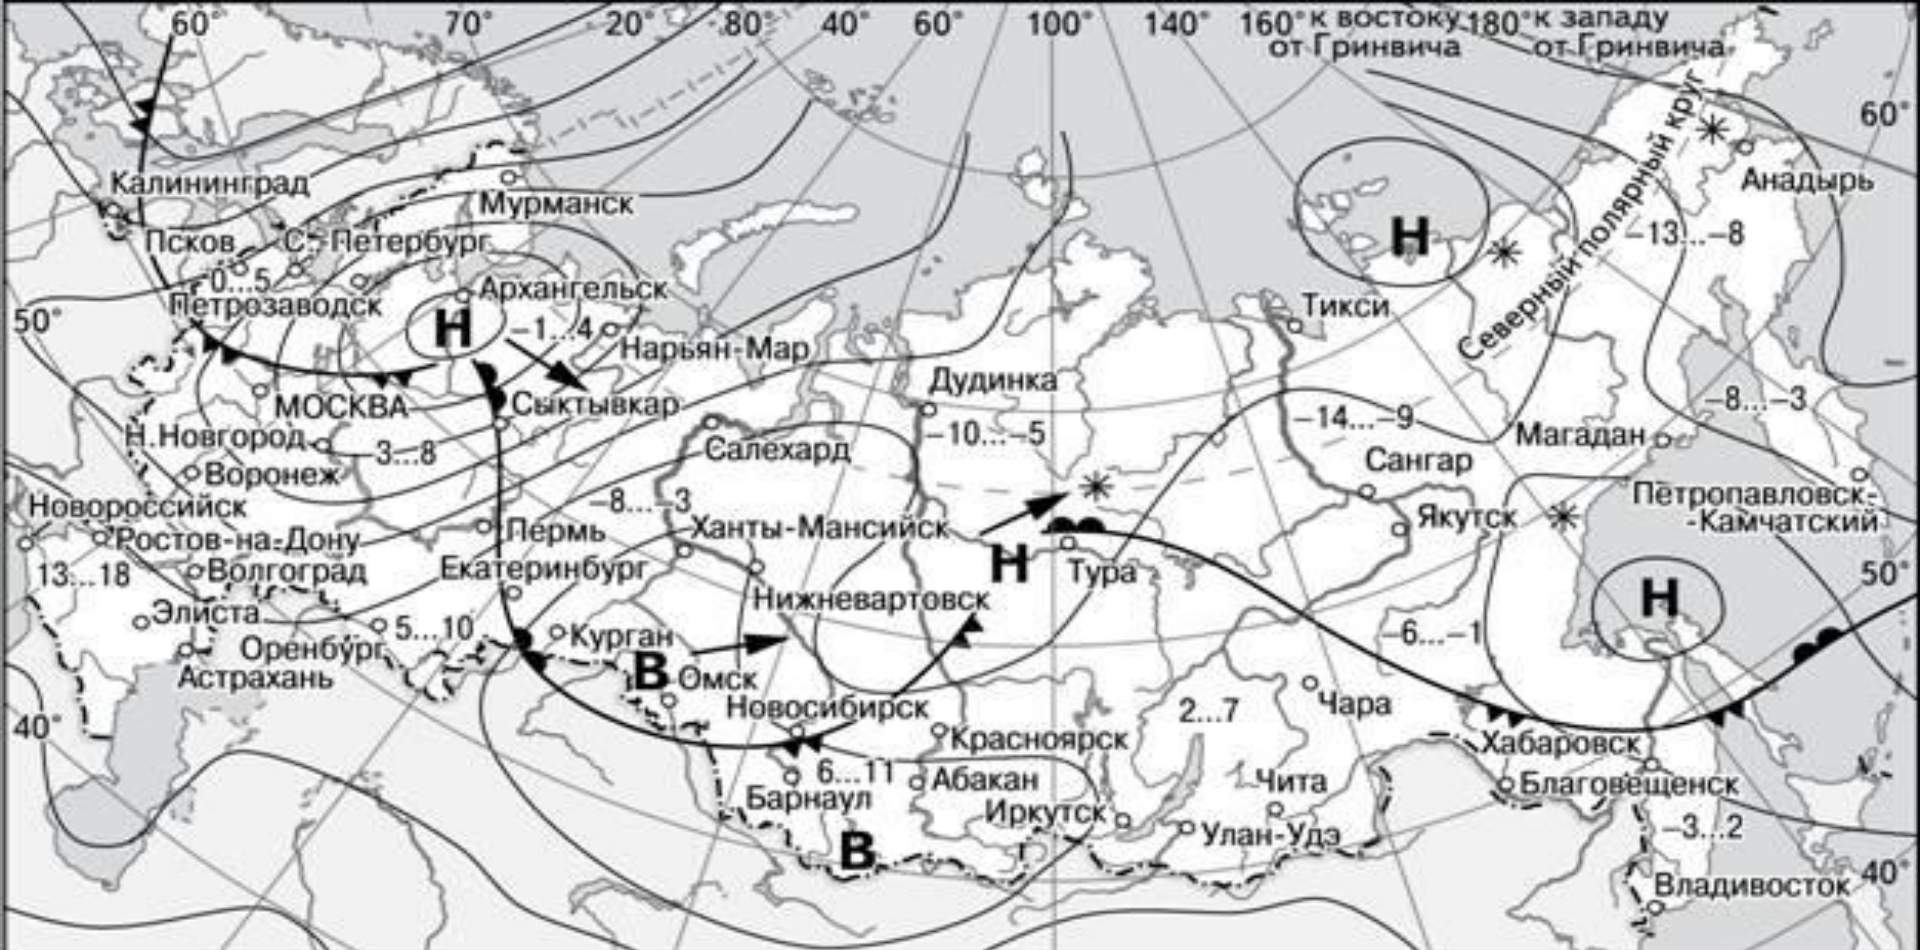 60° 70° 20° 80° 40° 60° 100° 140° 160° к востоку 180° к западу
от Гринвича от Гринвича
60°
Северный полярный круг
Калининград
Мурманск
Анадырь
Псков С.-Петербург
Н
–13...–8
0...5
Петрозаводск
Архангельск
Тикси
50°
Н
–1...4
Нарьян-Мар
Дудинка
МОСКВА
Сыктывкар
–8...–3
–14...–9
Н.Новгород
3...8
Салехард
–10...–5
Магадан
Воронеж
Сангар
Новороссийск
–8...–3
Петропавловск-
-Камчатский
Ростов-на-Дону
Пермь
Ханты-Мансийск
Якутск
13...18
Волгоград
Екатеринбург
Н
Тура
50°
Элиста
Нижневартовск
Н
Оренбург
5...10
Курган
–6...–1
Астрахань
В
Омск
40°
Новосибирск
2...7
Чара
Красноярск
Хабаровск
6...11
Абакан
Чита
Благовещенск
Барнаул
Иркутск
Улан-Удэ
–3...2
В
40°
Владивосток